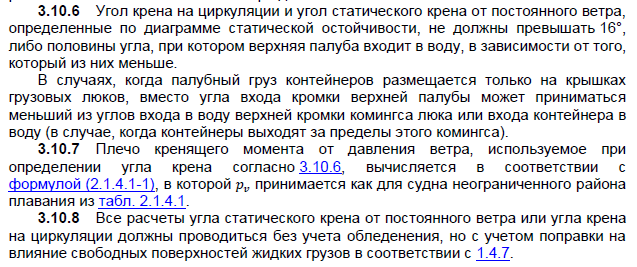 3.10.6 Угол крена на циркуляции и угол статического крена от постоянного ветра,
определенные по диаграмме статической остойчивости, не должны превышать 16°,
либо половины угла, при котором верхняя палуба входит в воду, в зависимости от того,
который из них меньше.
В случаях, когда палубный груз контейнеров размещается только на крышках
грузовых люков, вместо угла входа кромки верхней палубы может приниматься
меньший из углов входа в воду верхней кромки комингса люка или входа контейнера в
воду (в случае, когда контейнеры выходят за пределы этого комингса).
3.10.7 Плечо кренящего момента от давления ветра, используемое при
определении угла крена согласно 3.10.6, вычисляется в соответствии с
формулой (2.1.4.1-1), в которой pᵥ принимается как для судна неограниченного района
плавания из табл. 2.1.4.1.
3.10.8 Все расчеты угла статического крена от постоянного ветра или угла крена
на циркуляции должны проводиться без учета обледенения, но с учетом поправки на
влияние свободных поверхностей жидких грузов в соответствии с 1.4.7.